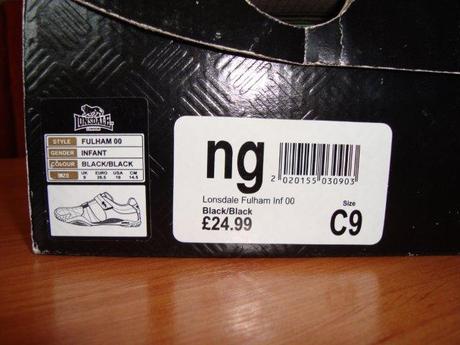 LONSDALE
LONDON
STYLE FULHAM 00
GENDER INFANT
COLOUR BLACK/BLACK
SIZE UK EURO USA CM
9 26.5 10 14.5
ng
2 020155 030903
Lonsdale Fulham Inf 00
Black/Black
£24.99
Size
C9